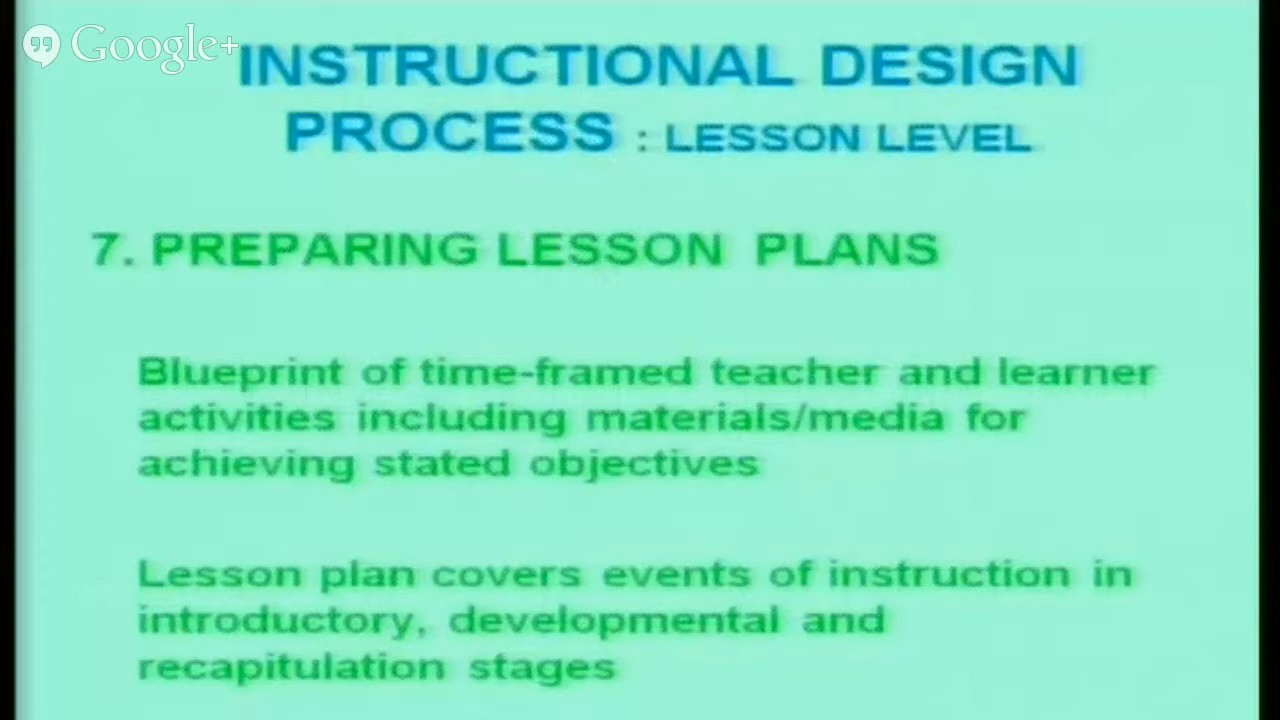 Google+
INSTRUCTIONAL DESIGN
PROCESS : LESSON LEVEL
7. PREPARING LESSON PLANS
Blueprint of time-framed teacher and learner
activities including materials/media for
achieving stated objectives
Lesson plan covers events of instruction in
introductory, developmental and
recapitulation stages